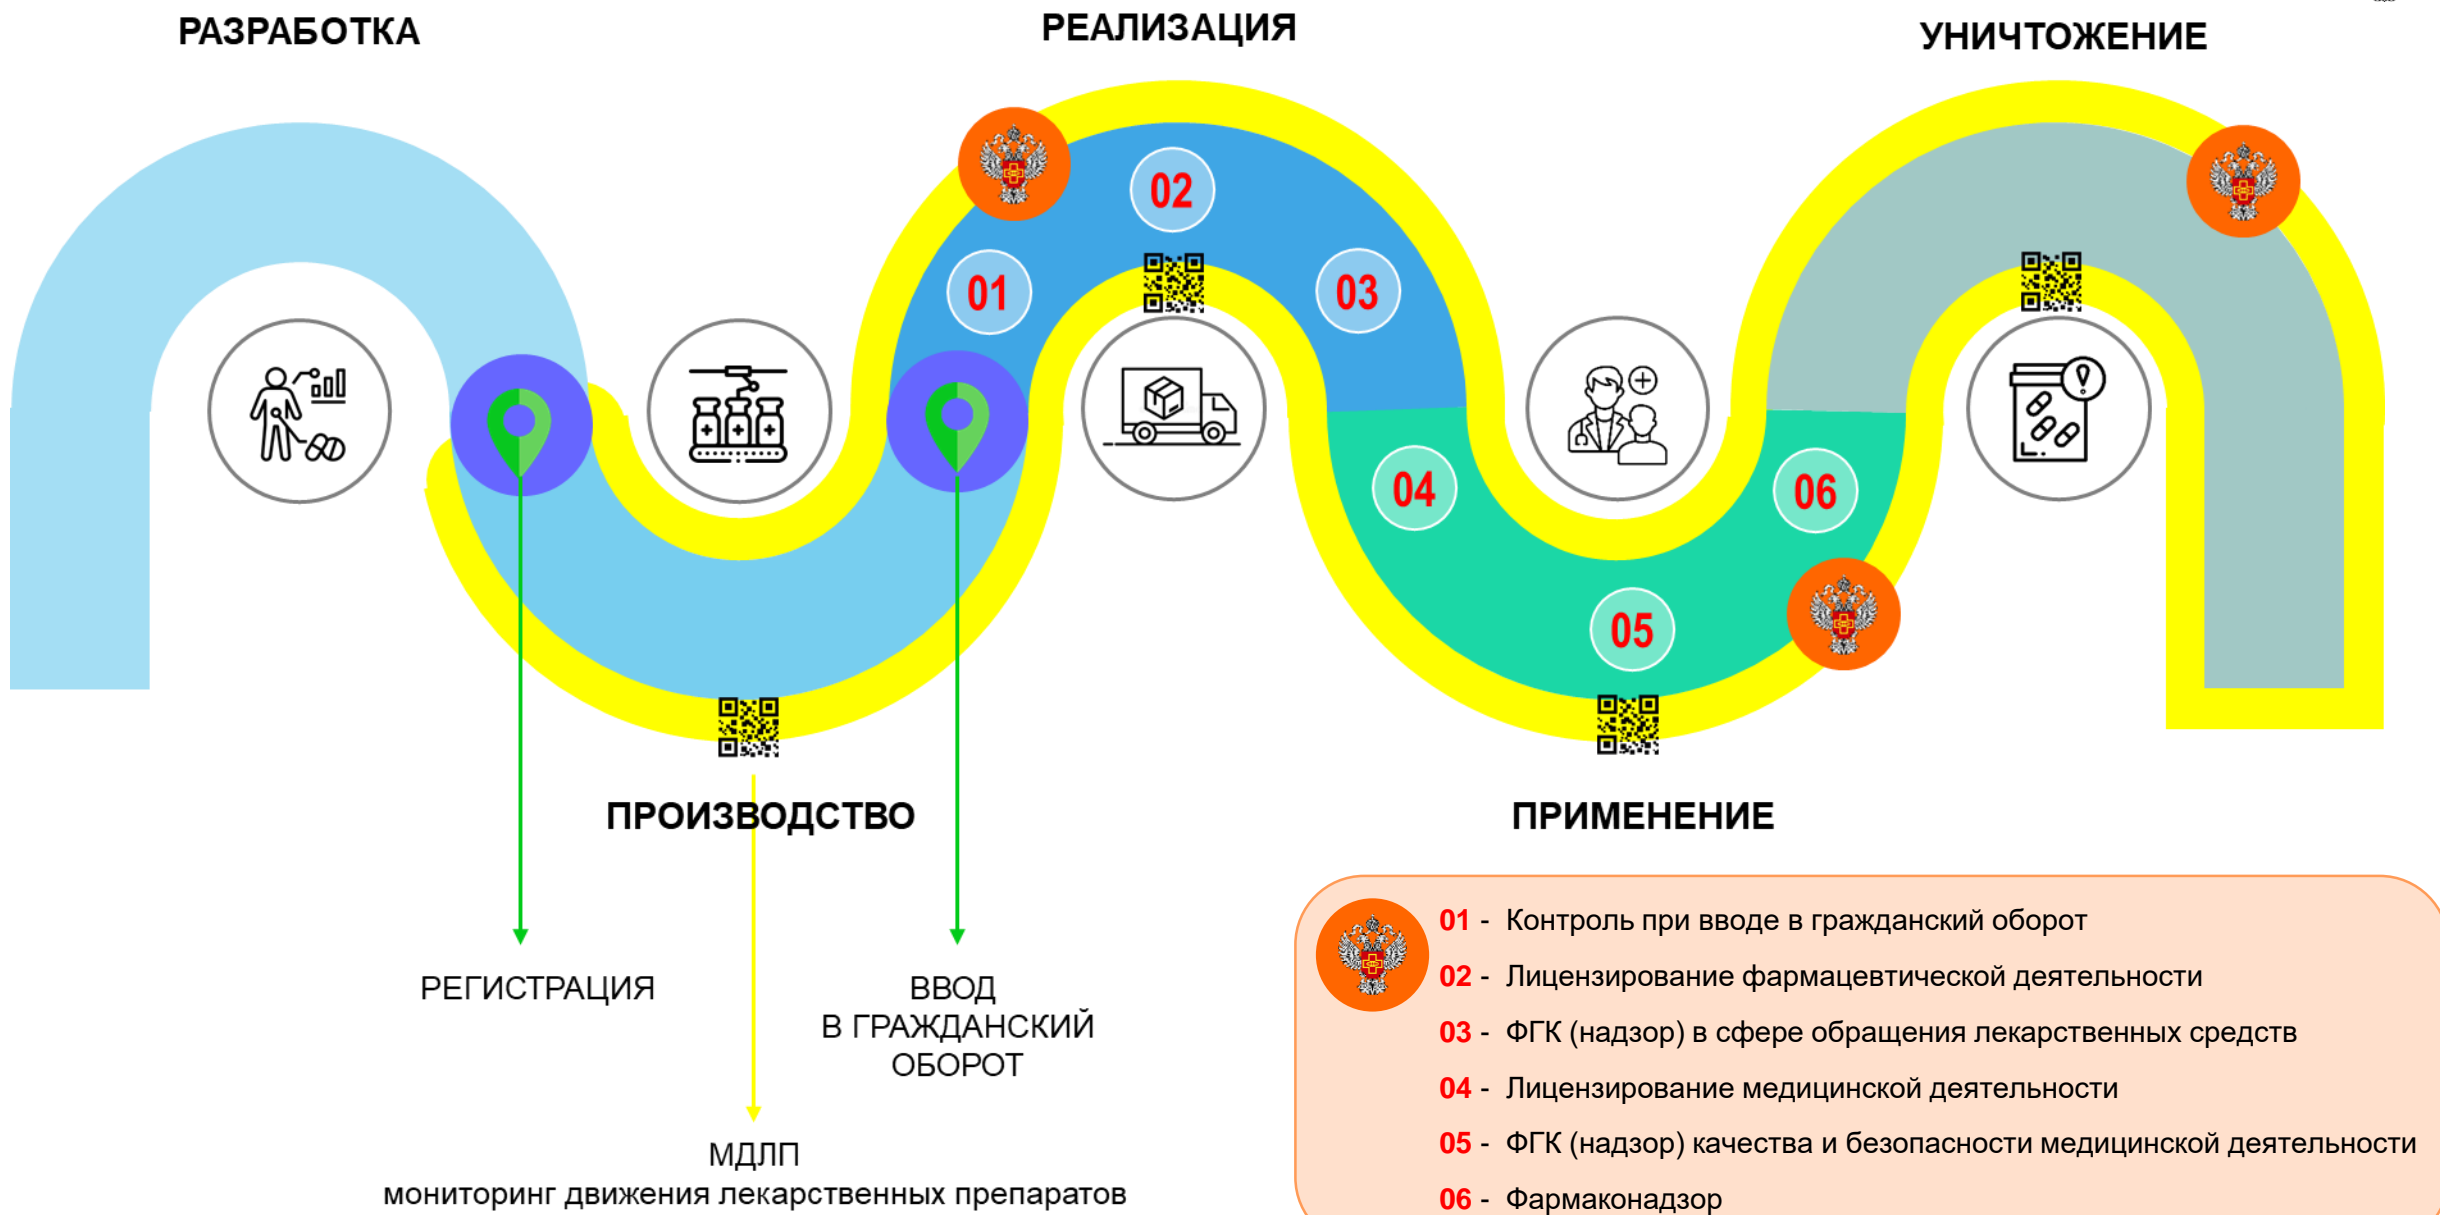 РАЗРАБОТКА
РЕАЛИЗАЦИЯ
УНИЧТОЖЕНИЕ
01
02
03
04
05
06
ПРОИЗВОДСТВО
ПРИМЕНЕНИЕ
РЕГИСТРАЦИЯ
ВВОД
В ГРАЖДАНСКИЙ
ОБОРОТ
МДЛП
мониторинг движения лекарственных препаратов
01 - Контроль при вводе в гражданский оборот
02 - Лицензирование фармацевтической деятельности
03 - ФГК (надзор) в сфере обращения лекарственных средств
04 - Лицензирование медицинской деятельности
05 - ФГК (надзор) качества и безопасности медицинской деятельности
06 - Фармаконадзор